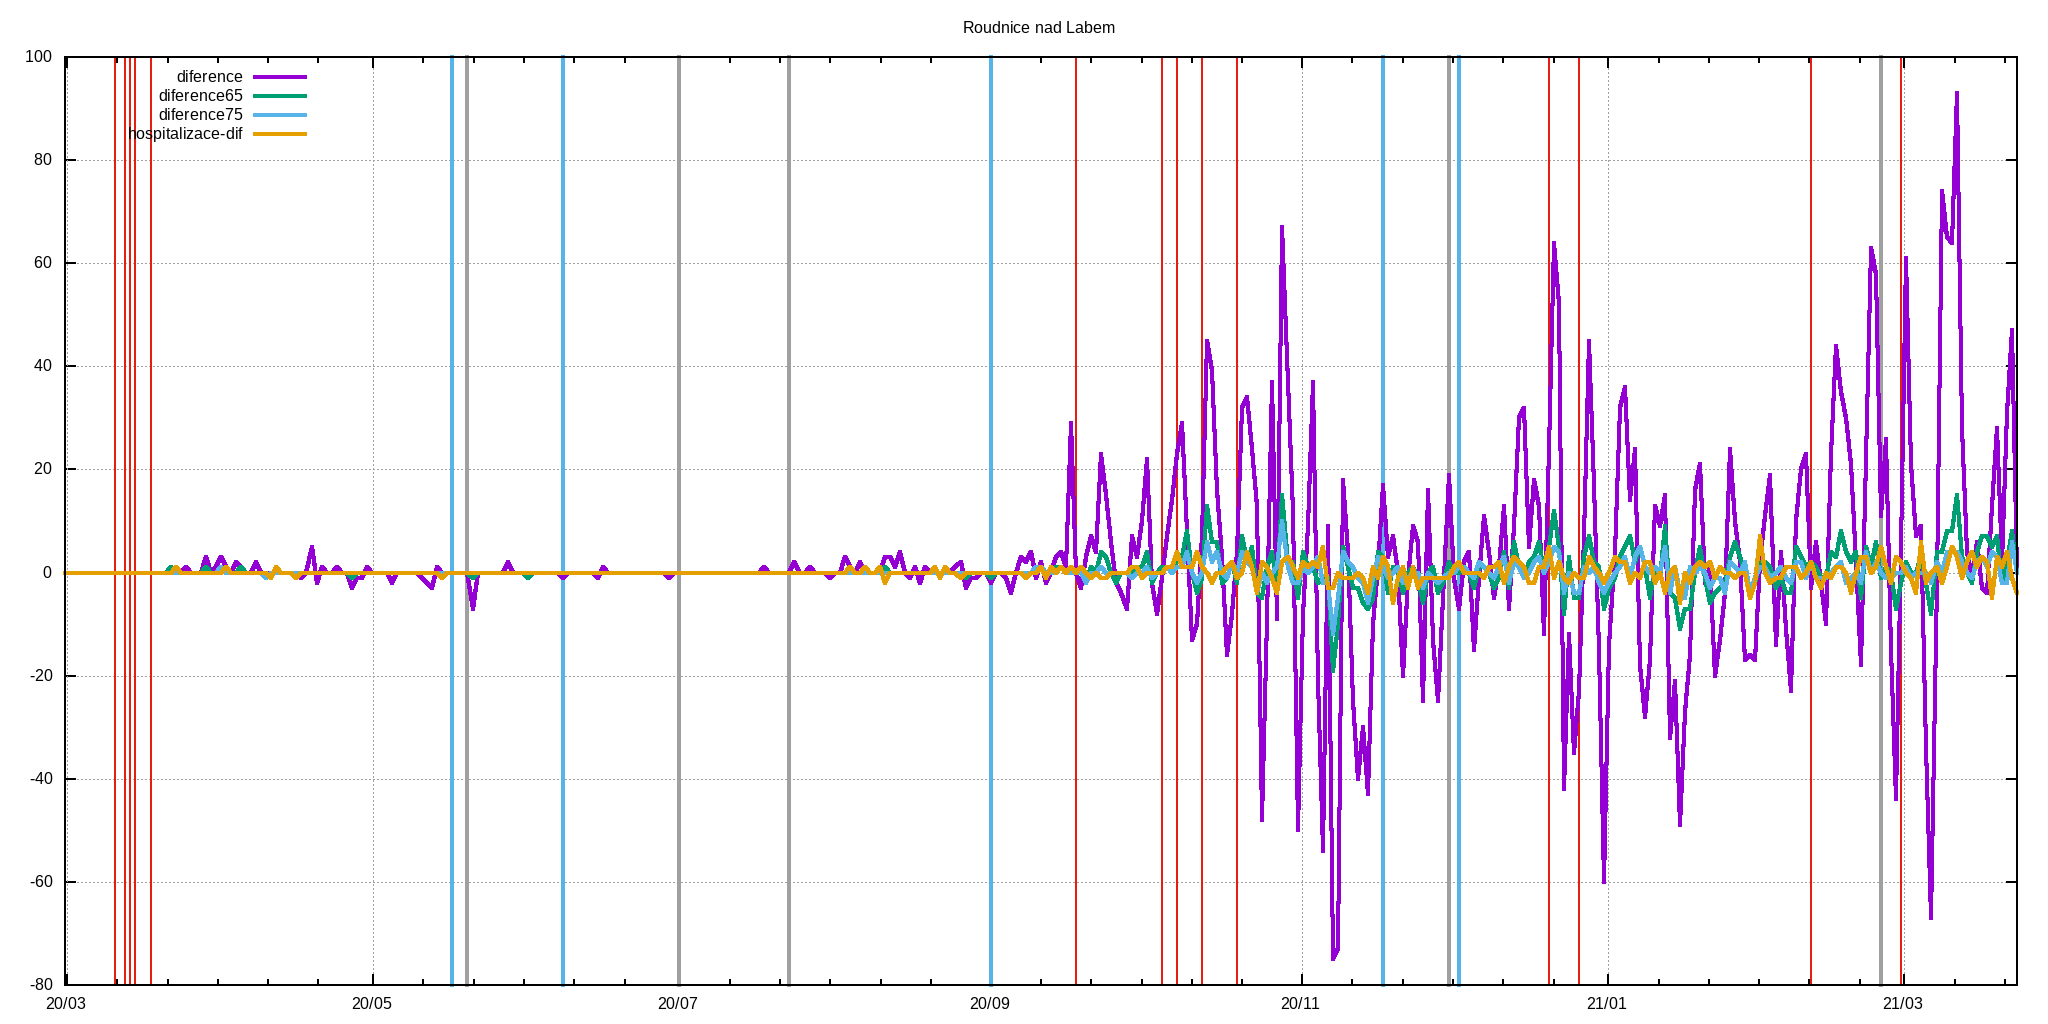 Roudnice nad Labem
100
80
60
40
20
0
-20
-40
-60
-80
diference
diference65
diference75
hospitalizace-dif
20/03 20/05 20/07 20/09 20/11 21/01 21/03